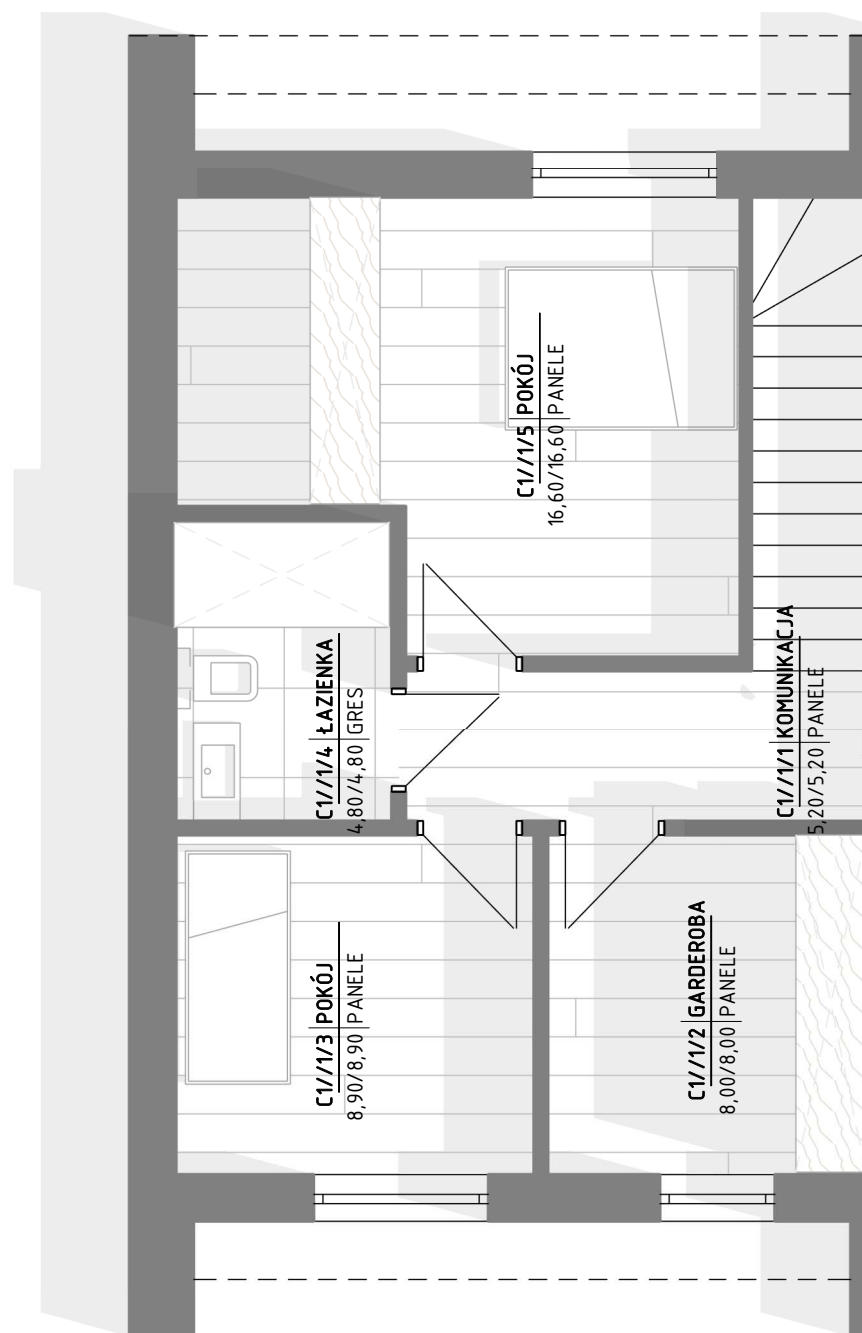 C1//1/5 POKÓJ
16,60/16,60 PANELE
C1//1/4 ŁAZIENKA
4,80/4,80 GRES
C1//1/1 KOMUNIKACJA
5,20/5,20 PANELE
C1//1/3 POKÓJ
8,90/8,90 PANELE
C1//1/2 GARDEROBA
8,00/8,00 PANELE